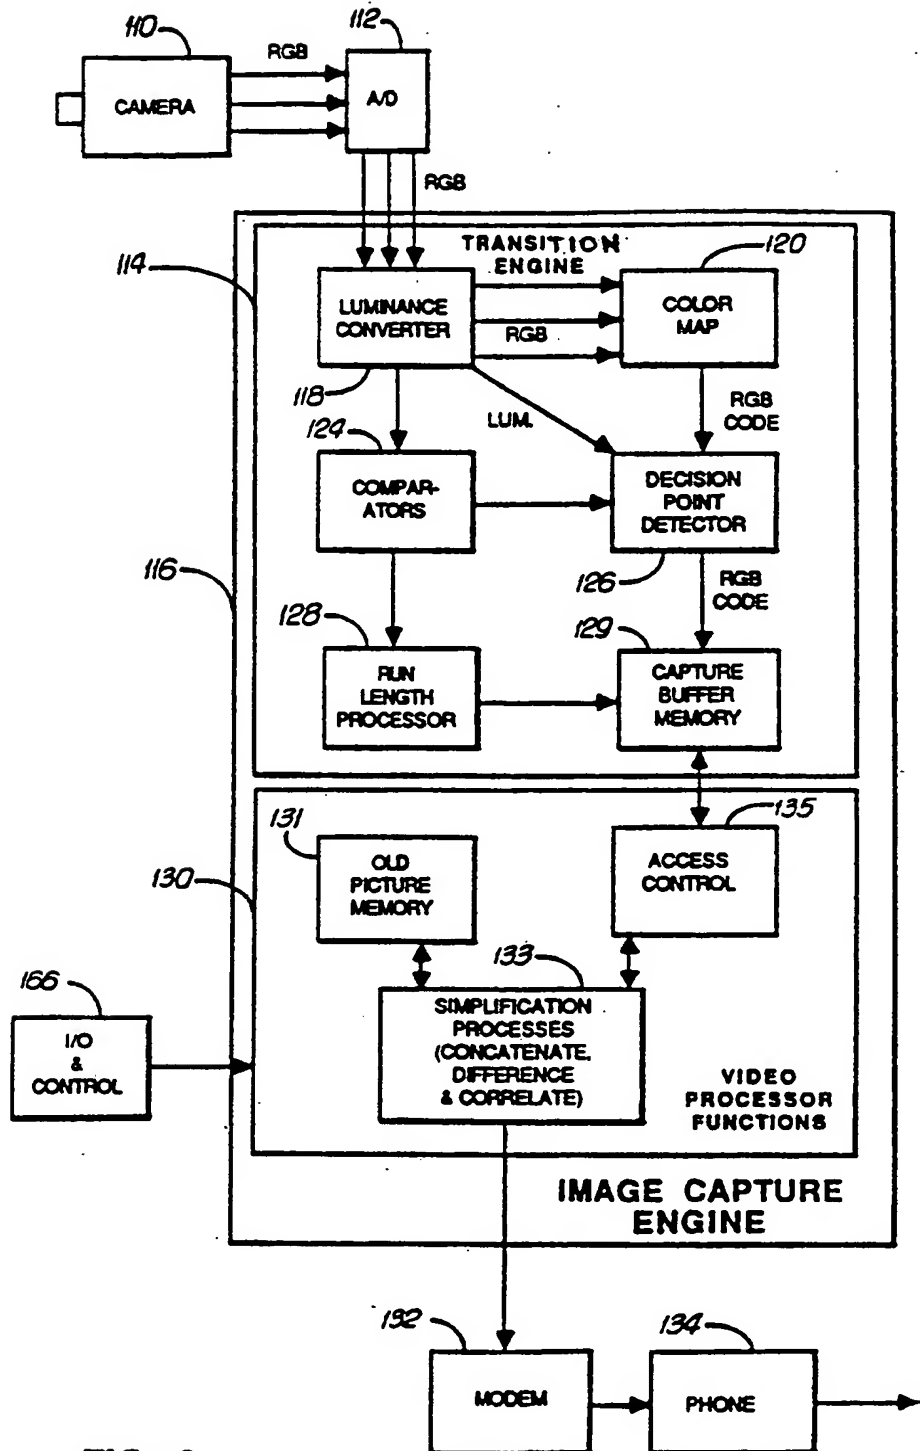 110
112
RGB
CAMERA
A/D
RGB
TRANSITION
ENGINE
120
114
LUMINANCE
CONVERTER
COLOR
MAP
RGB
118
RGB
CODE
LUM.
124
COMPAR-
ATORS
DECISION
POINT
DETECTOR
116
126
RGB
CODE
128
129
RUN
LENGTH
PROCESSOR
CAPTURE
BUFFER
MEMORY
131
135
OLD
PICTURE
MEMORY
ACCESS
CONTROL
130
133
166
SIMPLIFICATION
PROCESSES
(CONCATENATE,
DIFFERENCE
& CORRELATE)
I/O
&
CONTROL
VIDEO
PROCESSOR
FUNCTIONS
IMAGE CAPTURE
ENGINE
132
134
MODEM
PHONE